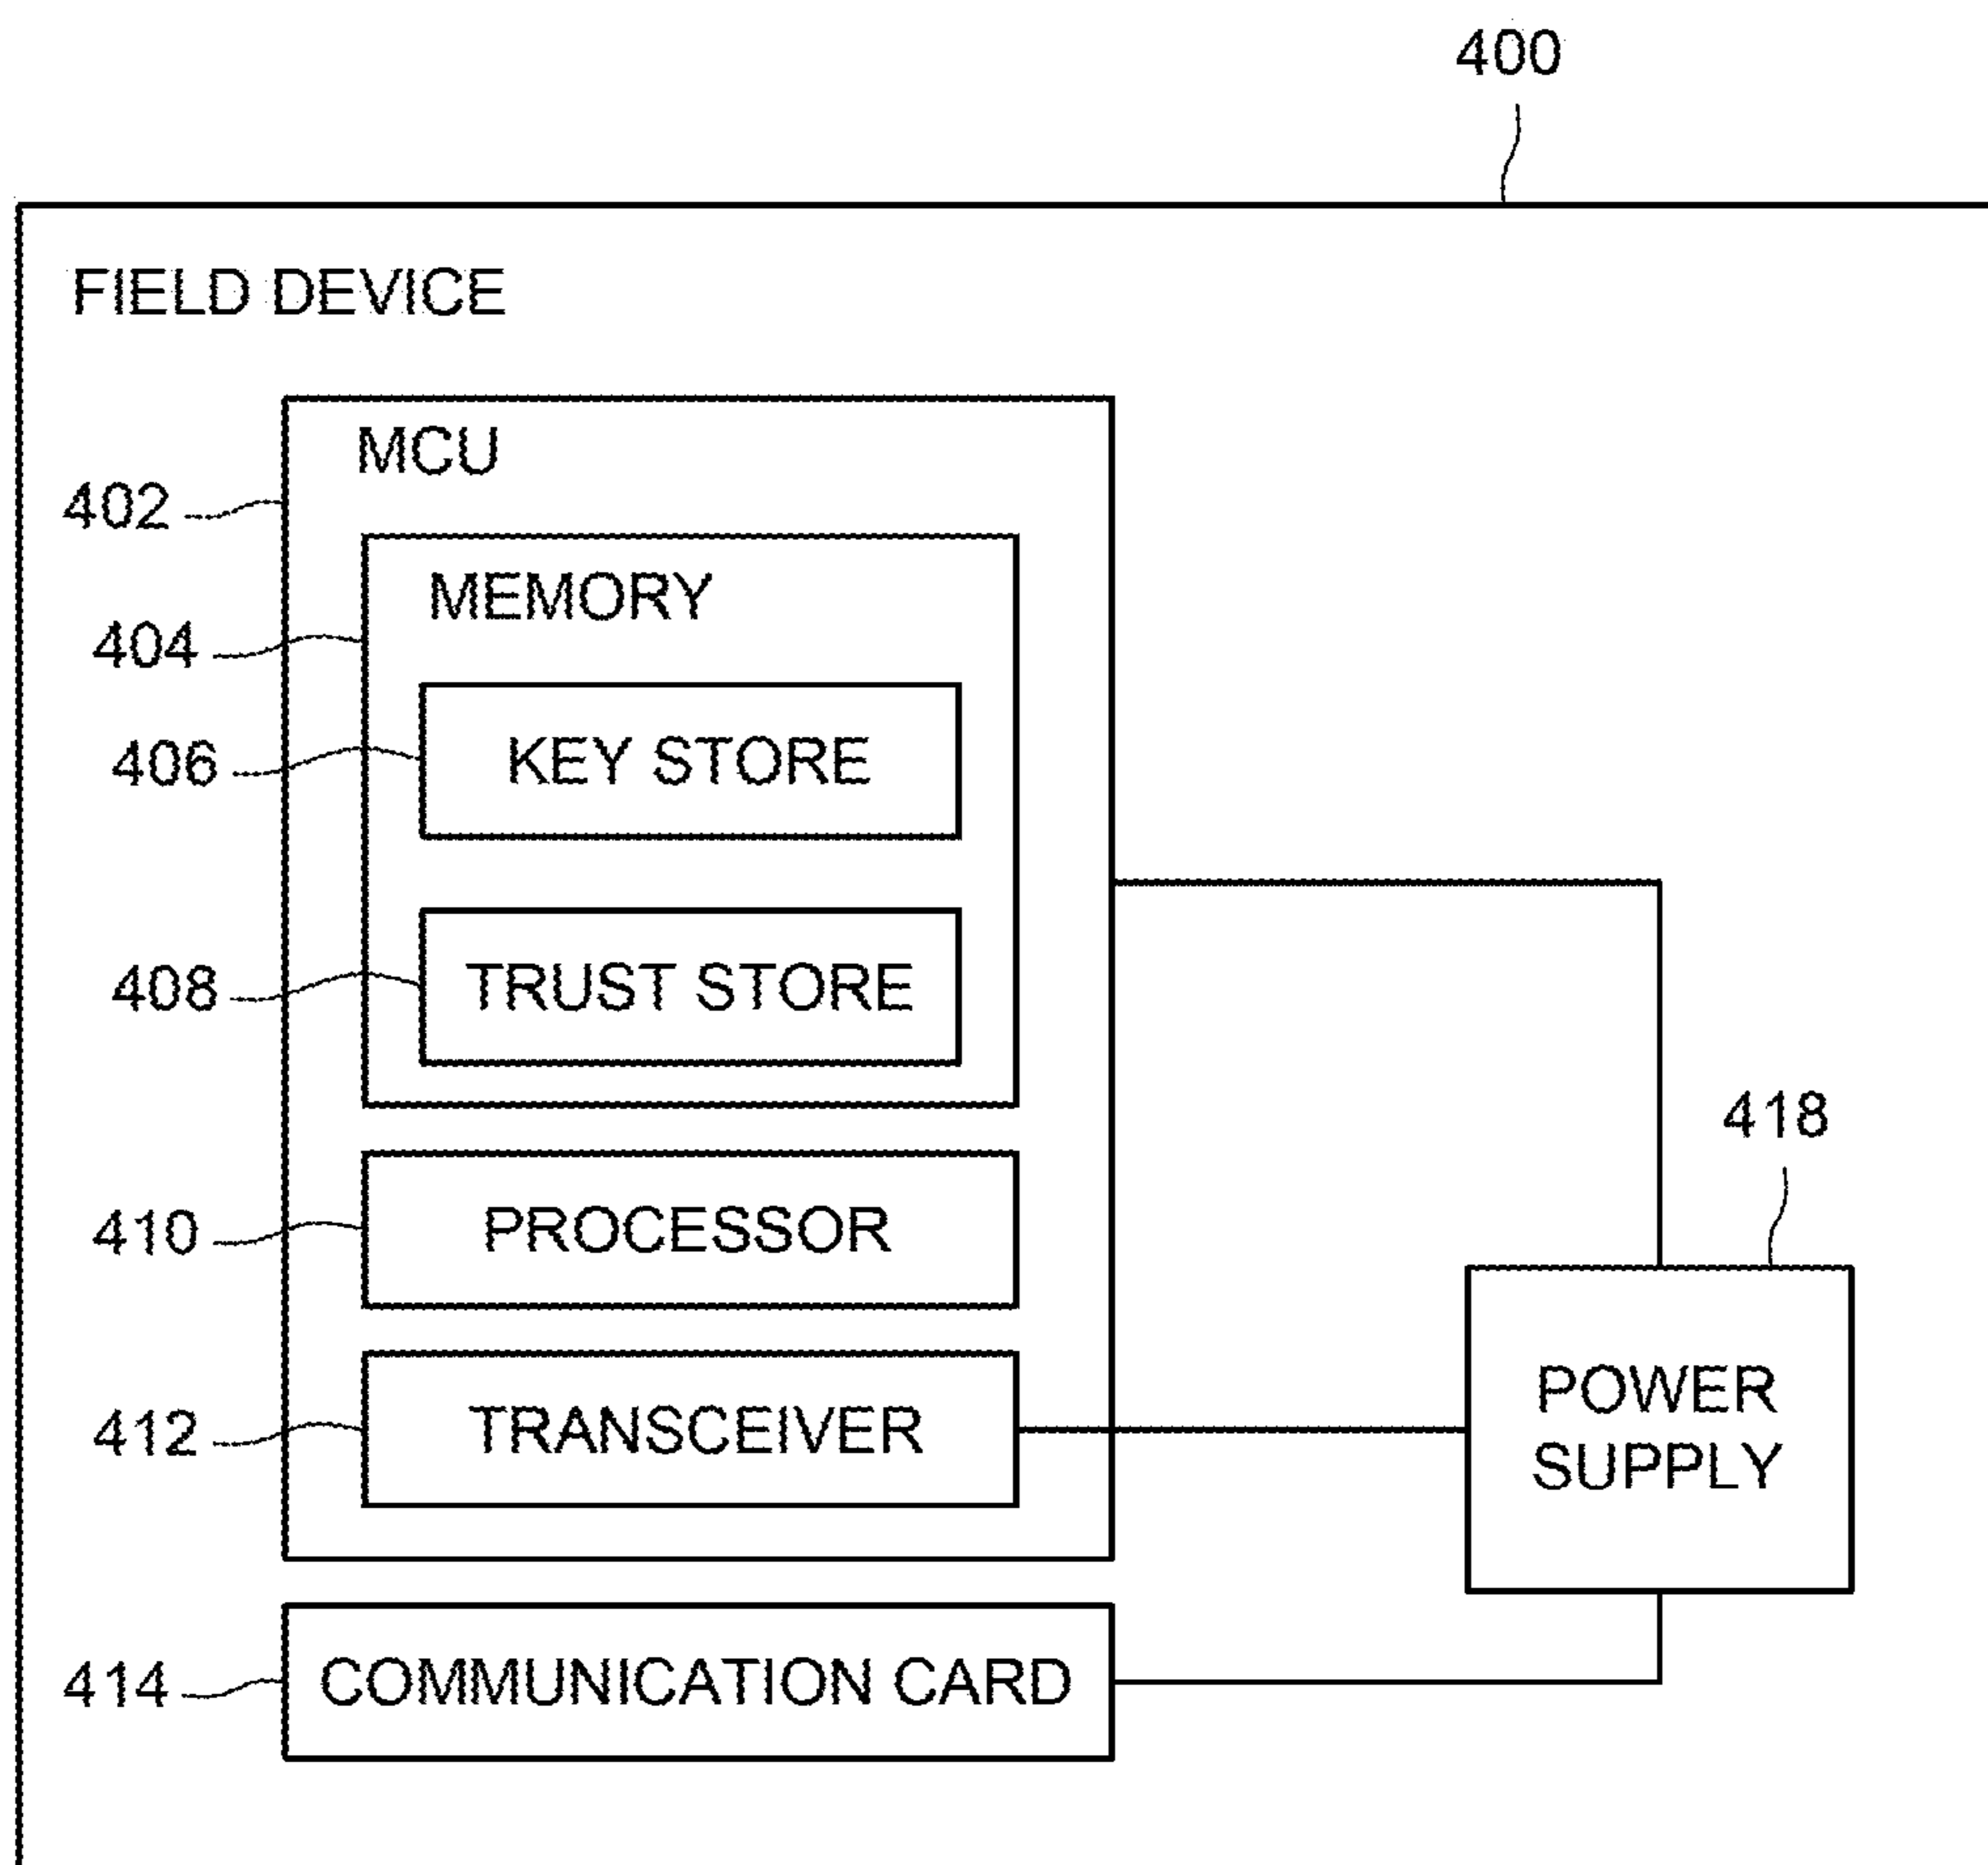 400
FIELD DEVICE
MCU
402
MEMORY
404
KEY STORE
406
TRUST STORE
408
418
PROCESSOR
410
POWER
SUPPLY
TRANSCEIVER
412
COMMUNICATION CARD
414